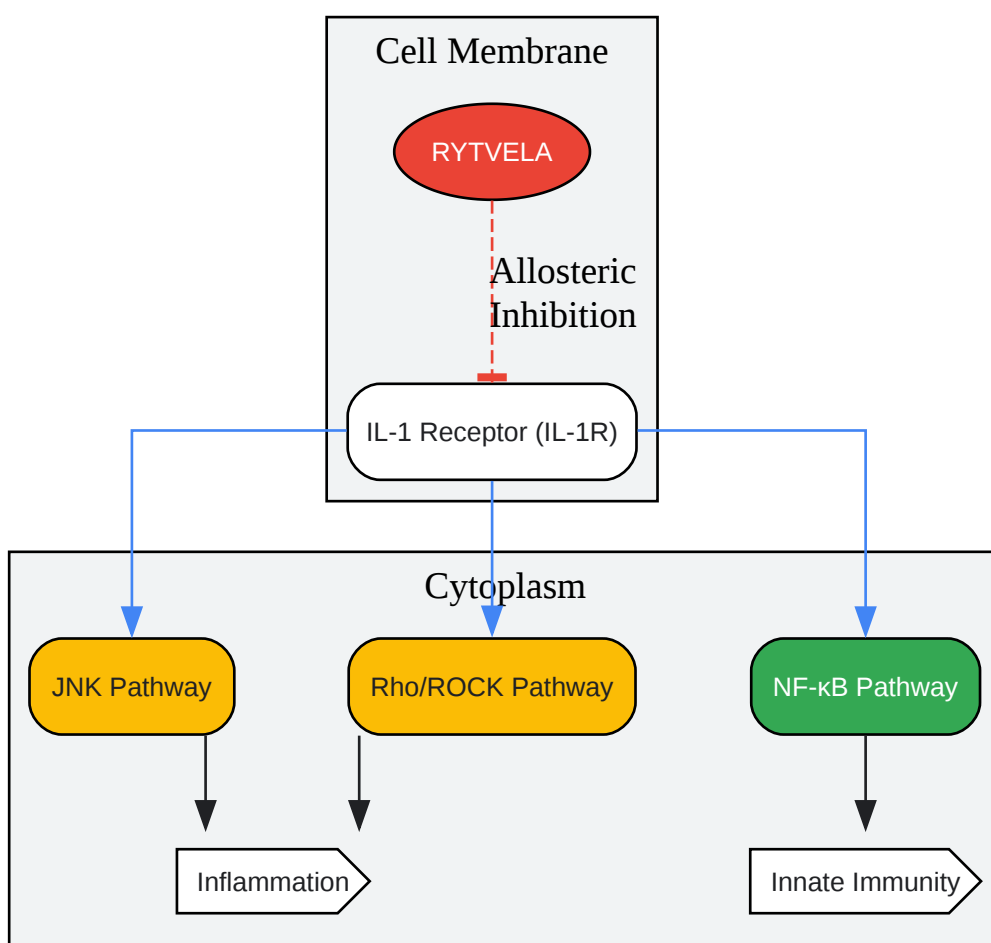 Cell Membrane
RYTVELA
Allosteric
Inhibition
IL-1 Receptor (IL-1R)
Cytoplasm
JNK Pathway
Rho/ROCK Pathway
NF-κB Pathway
Inflammation
Innate Immunity